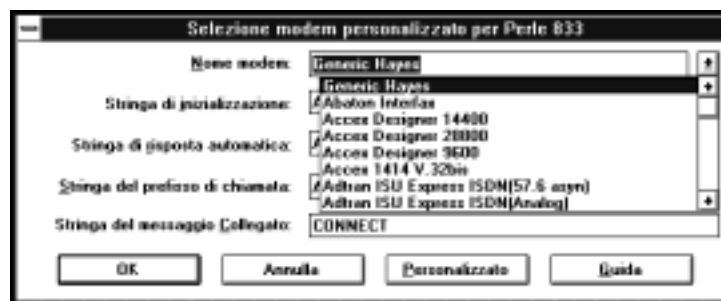 Selezione modem personalizzato per Perle 833
Nome modem: Generic Hayes
Generic Hayes
Stringa di inizializzazione: Abaton Interfax
Accex Designer 14400
Accex Designer 28800
Stringa di risposta automatica: Accex Designer 9600
Accex 1414 V.32bis
Stringa del prefisso di chiamata: Adtran ISU Express ISDN(57.6 asyn)
Adtran ISU Express ISDN(Analog)
Stringa del messaggio Collegato: CONNECT
OK Annulla Personalizzato Guida